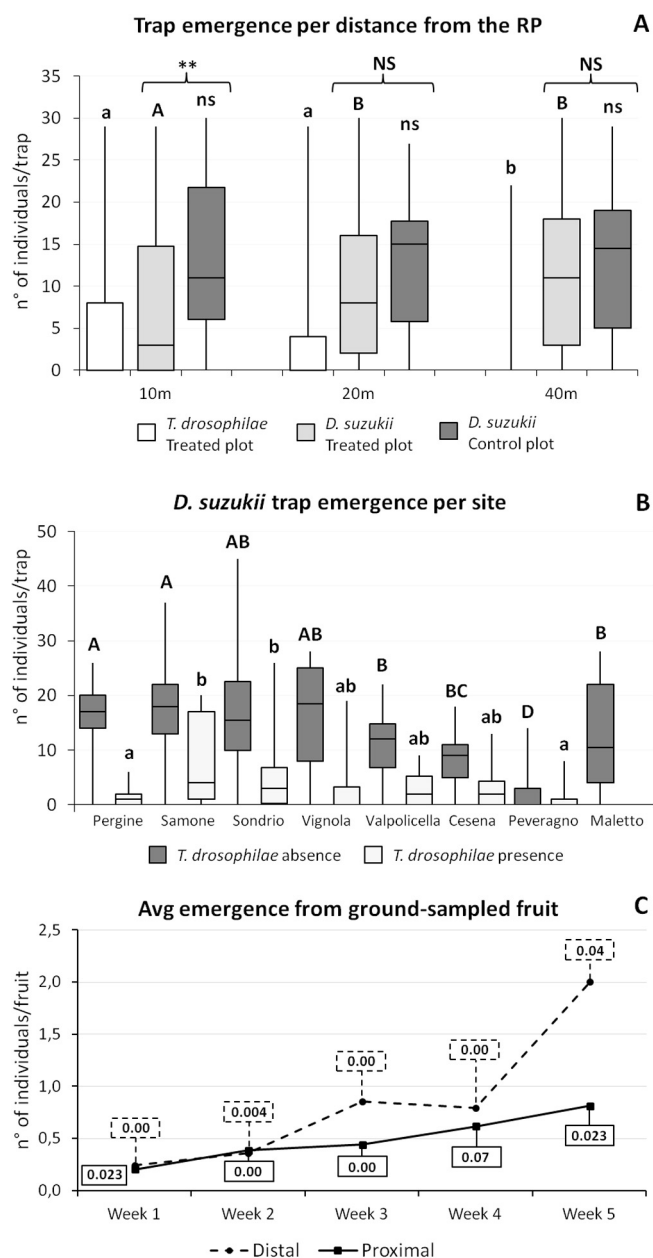 Trap emergence per distance from the RP
A
**
NS
NS
a
A
ns
a
B
ns
b
B
ns
n° of individuals/trap
35
30
25
20
15
10
5
0
10m
20m
40m
T. drosophilae
Treated plot
D. suzukii
Treated plot
D. suzukii
Control plot
D. suzukii trap emergence per site
B
n° of individuals/trap
50
40
30
20
10
0
A
a
A
b
AB
b
AB
ab
B
ab
BC
ab
D
a
B
Pergine
Samone
Sondrio
Vignola
Valpolicella
Cesena
Peveragno
Maletto
T. drosophilae absence
T. drosophilae presence
Avg emergence from ground-sampled fruit
C
n° of individuals/fruit
2,5
2,0
1,5
1,0
0,5
0,0
0.00
0.004
0.00
0.00
0.04
0.023
0.00
0.00
0.07
0.023
Week 1
Week 2
Week 3
Week 4
Week 5
Distal
Proximal